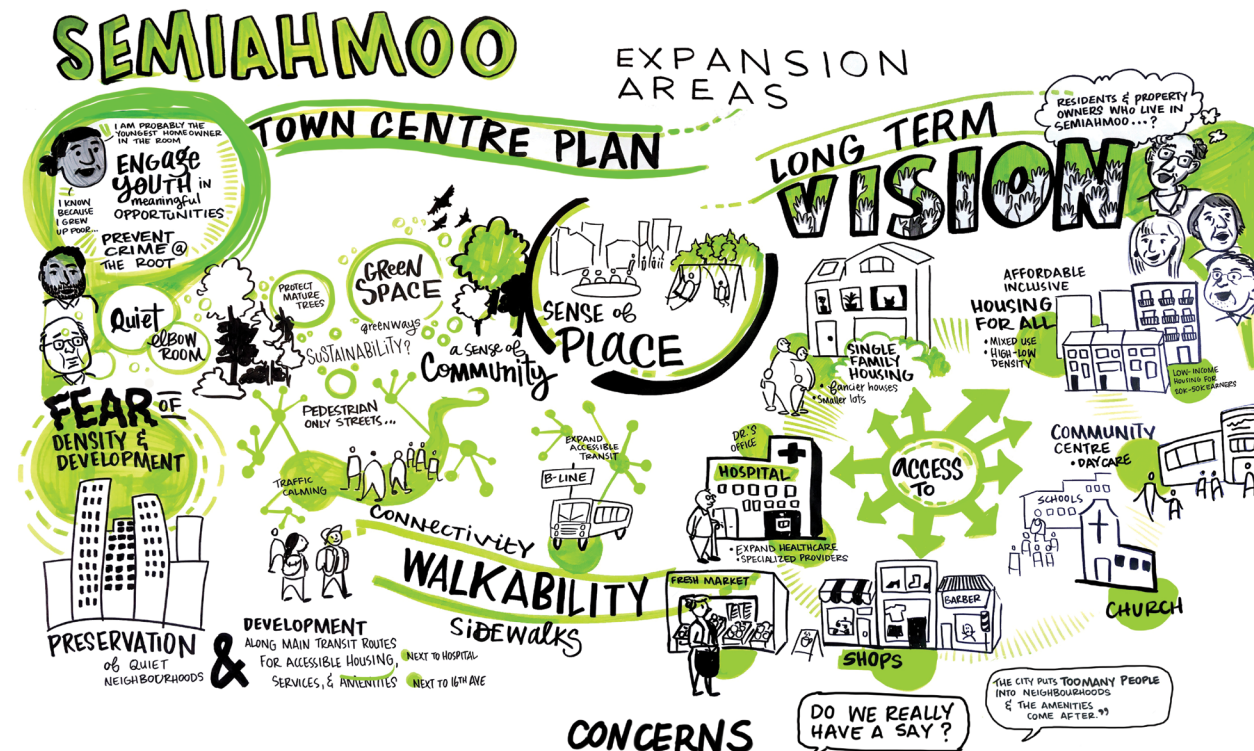 SEMIAHMOO
EXPANSION
AREAS
TOWN CENTRE PLAN
LONG TERM
VISION
RESIDENTS & PROPERTY
OWNERS WHO LIVE IN
SEMIAHMOO...?
I AM PROBABLY THE
YOUNGEST HOMEOWNER
IN THE ROOM
ENGAGE
YOUTH IN
meaningful
OPPORTUNITIES
I KNOW
BECAUSE
I GREW
UP POOR...
PREVENT
CRIME @
THE ROOT
Quiet
elBOW
ROOM
PROTECT
MATURE
TREES
GREEN
SPACE
greenways
SUSTAINABILITY?
a sense of
Community
SENSE of
PLACE
SINGLE
FAMILY
HOUSING
• fancier houses
• Smaller lots
AFFORDABLE
INCLUSIVE
HOUSING
FOR ALL
• MIXED USE
• HIGH-LOW
DENSITY
LOW-INCOME
HOUSING FOR
20K-50K EARNERS
FEAR OF
DENSITY &
DEVELOPMENT
PEDESTRIAN
ONLY STREETS...
TRAFFIC
CALMING
EXPAND
ACCESSIBLE
TRANSIT
B-LINE
DR.'S
OFFICE
HOSPITAL
• EXPAND HEALTHCARE
• SPECIALIZED PROVIDERS
ACCESS
TO
COMMUNITY
CENTRE
• DAYCARE
SCHOOLS
CHURCH
CONNECTIVITY
WALKABILITY
SIDEWALKS
FRESH MARKET
BARBER
SHOPS
PRESERVATION
of QUIET
NEIGHBOURHOODS
&
DEVELOPMENT
ALONG MAIN TRANSIT ROUTES
FOR ACCESSIBLE HOUSING,
SERVICES, & AMENITIES
NEXT TO HOSPITAL
NEXT TO 16TH AVE
CONCERNS
DO WE REALLY
HAVE A SAY?
THE CITY PUTS TOO MANY PEOPLE
INTO NEIGHBOURHOODS
& THE AMENITIES
COME AFTER."